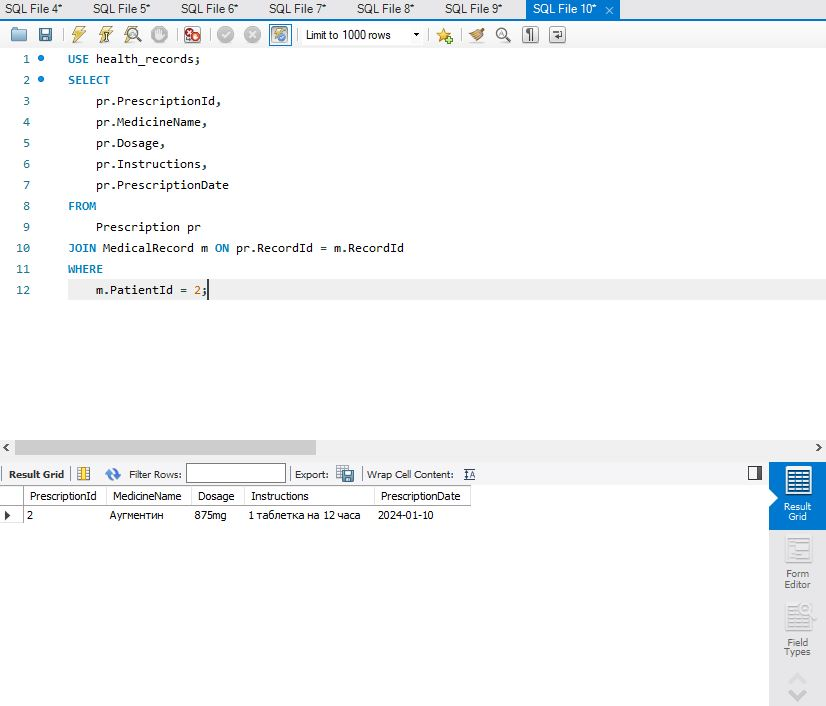 SQL File 4* SQL File 5* SQL File 6* SQL File 7* SQL File 8* SQL File 9* SQL File 10*
Limit to 1000 rows
1 USE health_records;
2 SELECT
3 pr.PrescriptionId,
4 pr.MedicineName,
5 pr.Dosage,
6 pr.Instructions,
7 pr.PrescriptionDate
8 FROM
9 Prescription pr
10 JOIN MedicalRecord m ON pr.RecordId = m.RecordId
11 WHERE
12 m.PatientId = 2;
Result Grid Filter Rows: Export: Wrap Cell Content:
PrescriptionId MedicineName Dosage Instructions PrescriptionDate
2 Аугментин 875mg 1 таблетка на 12 часа 2024-01-10
Result
Grid
Form
Editor
Field
Types